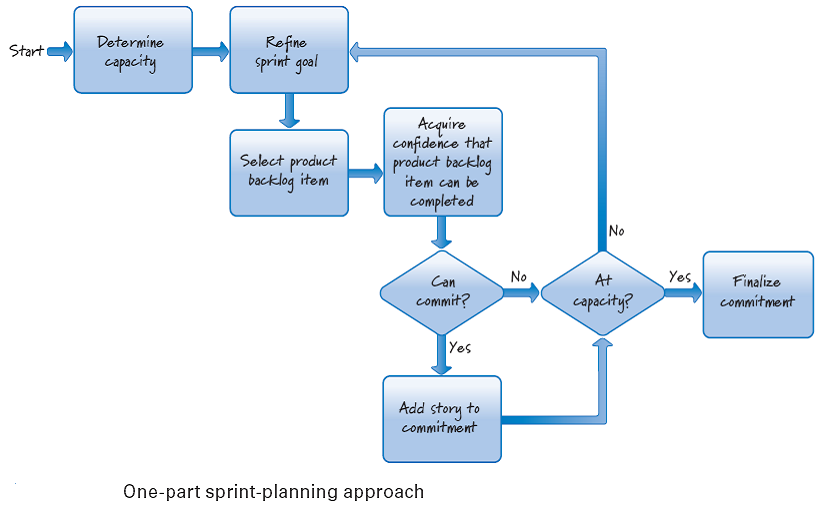 Start
Determine
capacity
Refine
sprint goal
Select product
backlog item
Acquire
confidence that
product backlog
item can be
completed
Can
commit?
No
Yes
Add story to
commitment
At
capacity?
No
Yes
Finalize
commitment
One-part sprint-planning approach